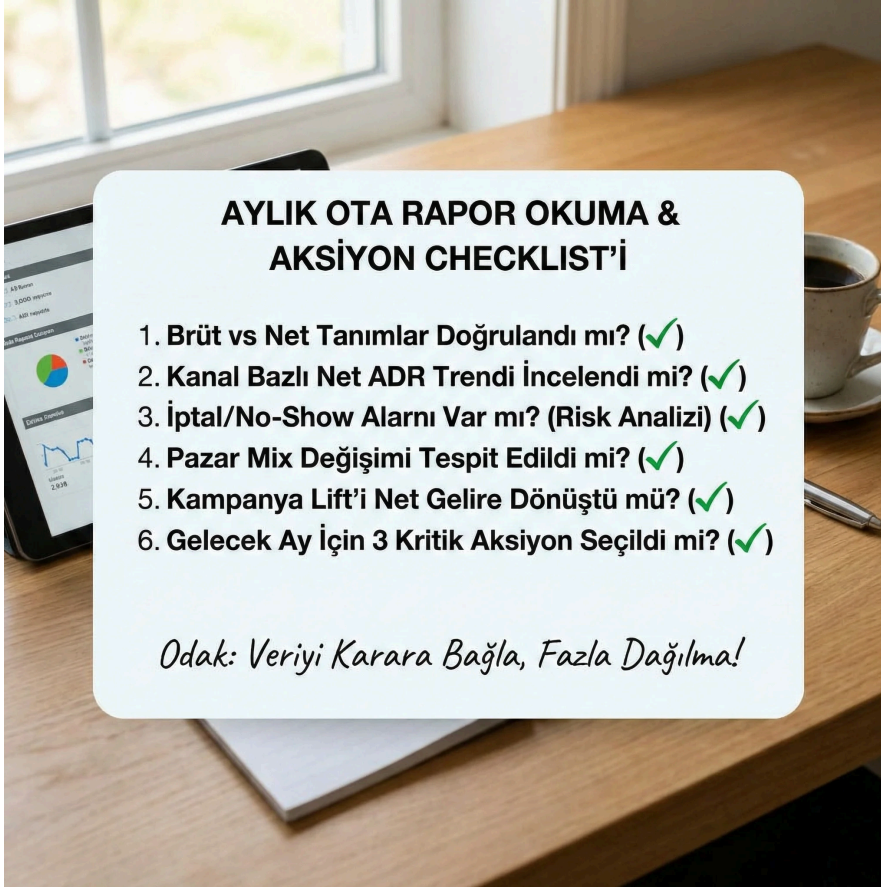 AYLIK OTA RAPOR OKUMA &
AKSİYON CHECKLIST'İ
1. Brüt vs Net Tanımlar Doğrulandı mı? (✓)
2. Kanal Bazlı Net ADR Trendi İncelendi mi? (✓)
3. İptal/No-Show Alarnı Var mı? (Risk Analizi) (✓)
4. Pazar Mix Değişimi Tespit Edildi mi? (✓)
5. Kampanya Lift'i Net Gelire Dönüştü mü? (✓)
6. Gelecek Ay İçin 3 Kritik Aksiyon Seçildi mi? (✓)
Odak: Veriyi Karara Bağla, Fazla Dağılma!
3,000